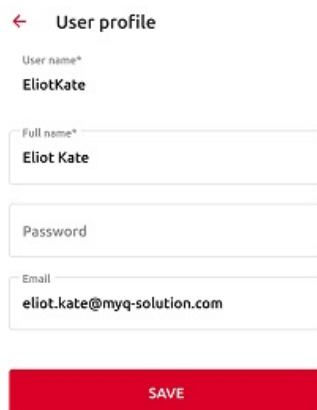 User profile
User name*
EliotKate
Full name*
Eliot Kate
Password
Email
eliot.kate@myq-solution.com
SAVE